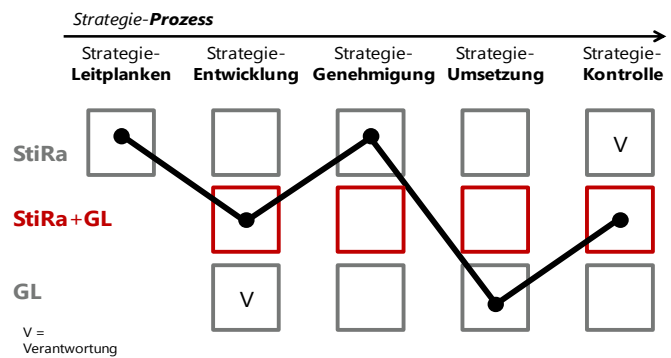 Strategie-Prozess
Strategie- Strategie- Strategie- Strategie- Strategie-
Leitplanken Entwicklung Genehmigung Umsetzung Kontrolle
StiRa V
StiRa+GL
GL V
V =
Verantwortung